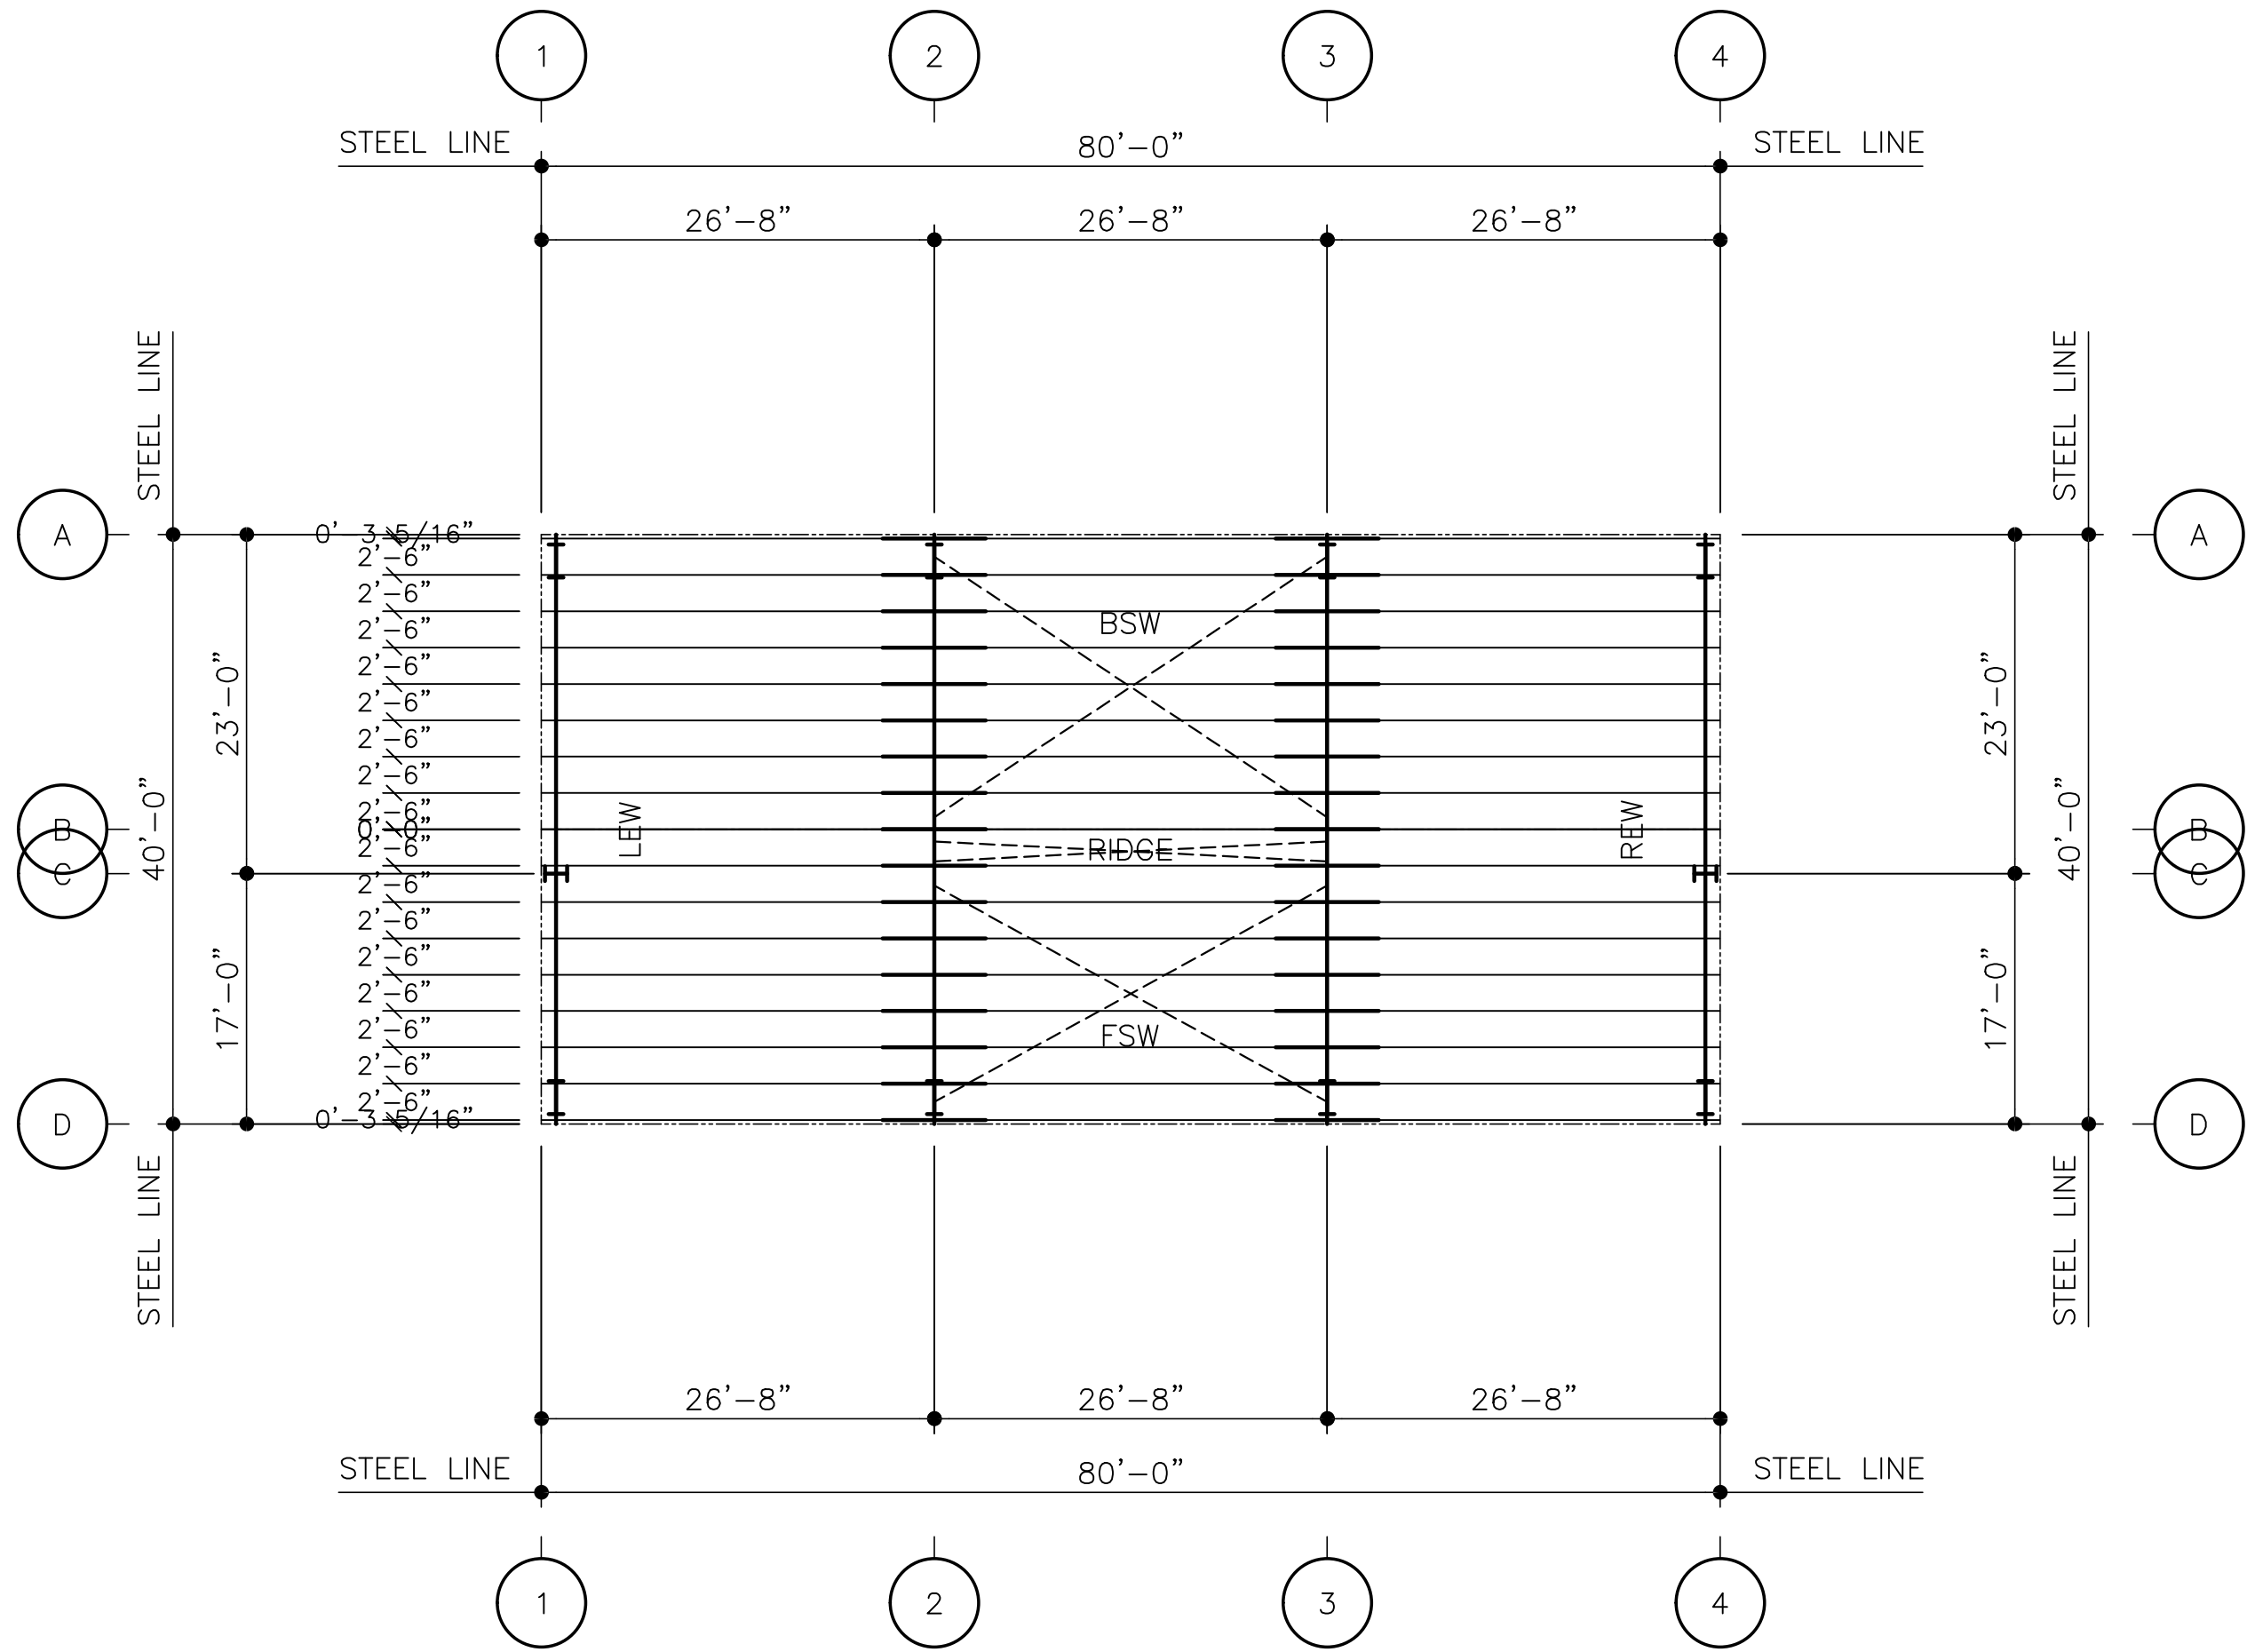 1 2 3 4
STEEL LINE 80'-0" STEEL LINE
26'-8" 26'-8" 26'-8"
STEEL LINE STEEL LINE
A 0'-3 5/16" A
2'-6"
2'-6"
BSW
2'-6"
2'-6"
23'-0" 23'-0"
2'-6"
2'-6"
2'-6"
2'-6"
B 40'-0" 0'-0" LEW REW 40'-0" B
2'-6" RIDGE
C C
2'-6"
2'-6"
2'-6"
17'-0" 17'-0"
2'-6"
2'-6"
FSW
2'-6"
2'-6"
D 0'-3 5/16" D
STEEL LINE STEEL LINE
26'-8" 26'-8" 26'-8"
STEEL LINE 80'-0" STEEL LINE
1 2 3 4